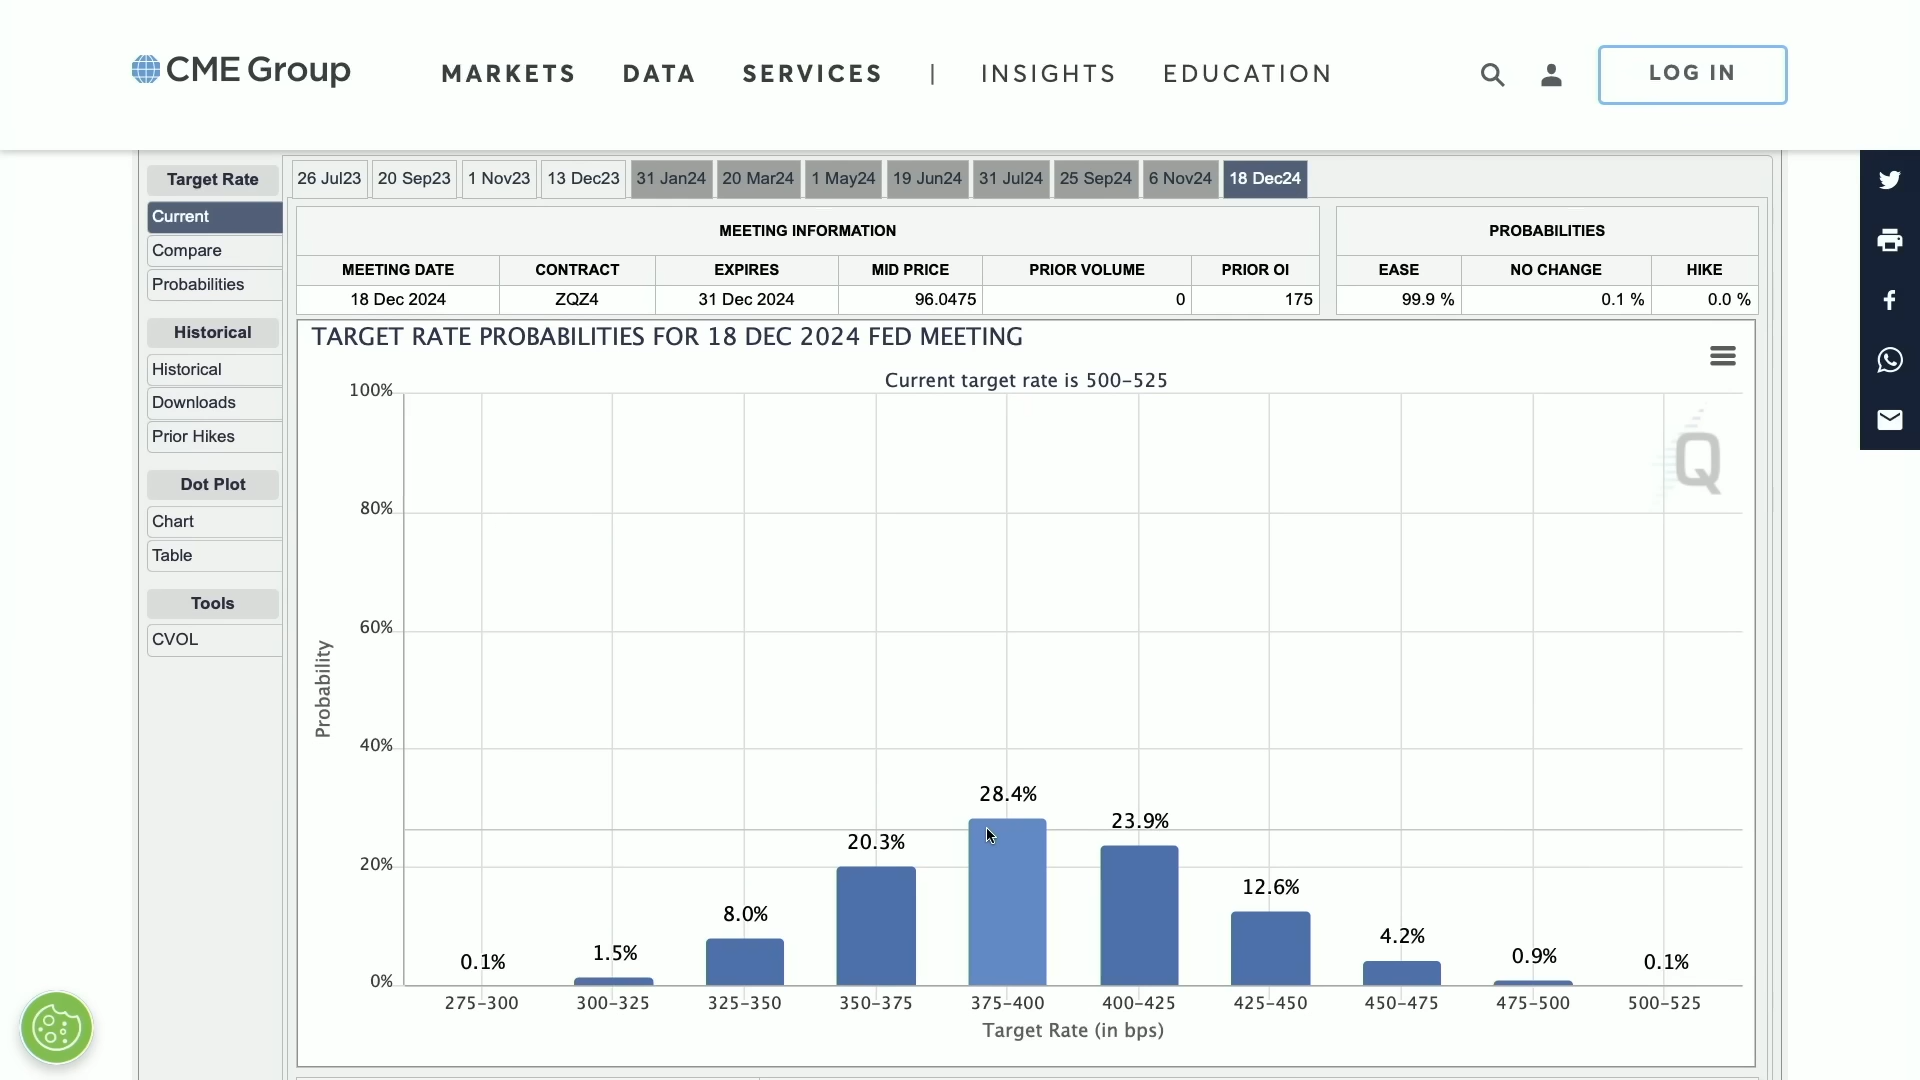 CME Group
MARKETS DATA SERVICES | INSIGHTS EDUCATION
LOG IN
Target Rate
Current
Compare
Probabilities
Historical
Historical
Downloads
Prior Hikes
Dot Plot
Chart
Table
Tools
CVOL
26 Jul23 20 Sep23 1 Nov23 13 Dec23 31 Jan24 20 Mar24 1 May24 19 Jun24 31 Jul24 25 Sep24 6 Nov24 18 Dec24
MEETING INFORMATION
MEETING DATE CONTRACT EXPIRES MID PRICE PRIOR VOLUME PRIOR OI
18 Dec 2024 ZQZ4 31 Dec 2024 96.0475 0 175
PROBABILITIES
EASE NO CHANGE HIKE
99.9 % 0.1 % 0.0 %
TARGET RATE PROBABILITIES FOR 18 DEC 2024 FED MEETING
Current target rate is 500-525
Q
Probability
100%
80%
60%
40%
20%
0%
0.1% 1.5% 8.0% 20.3% 28.4% 23.9% 12.6% 4.2% 0.9% 0.1%
275-300 300-325 325-350 350-375 375-400 400-425 425-450 450-475 475-500 500-525
Target Rate (in bps)